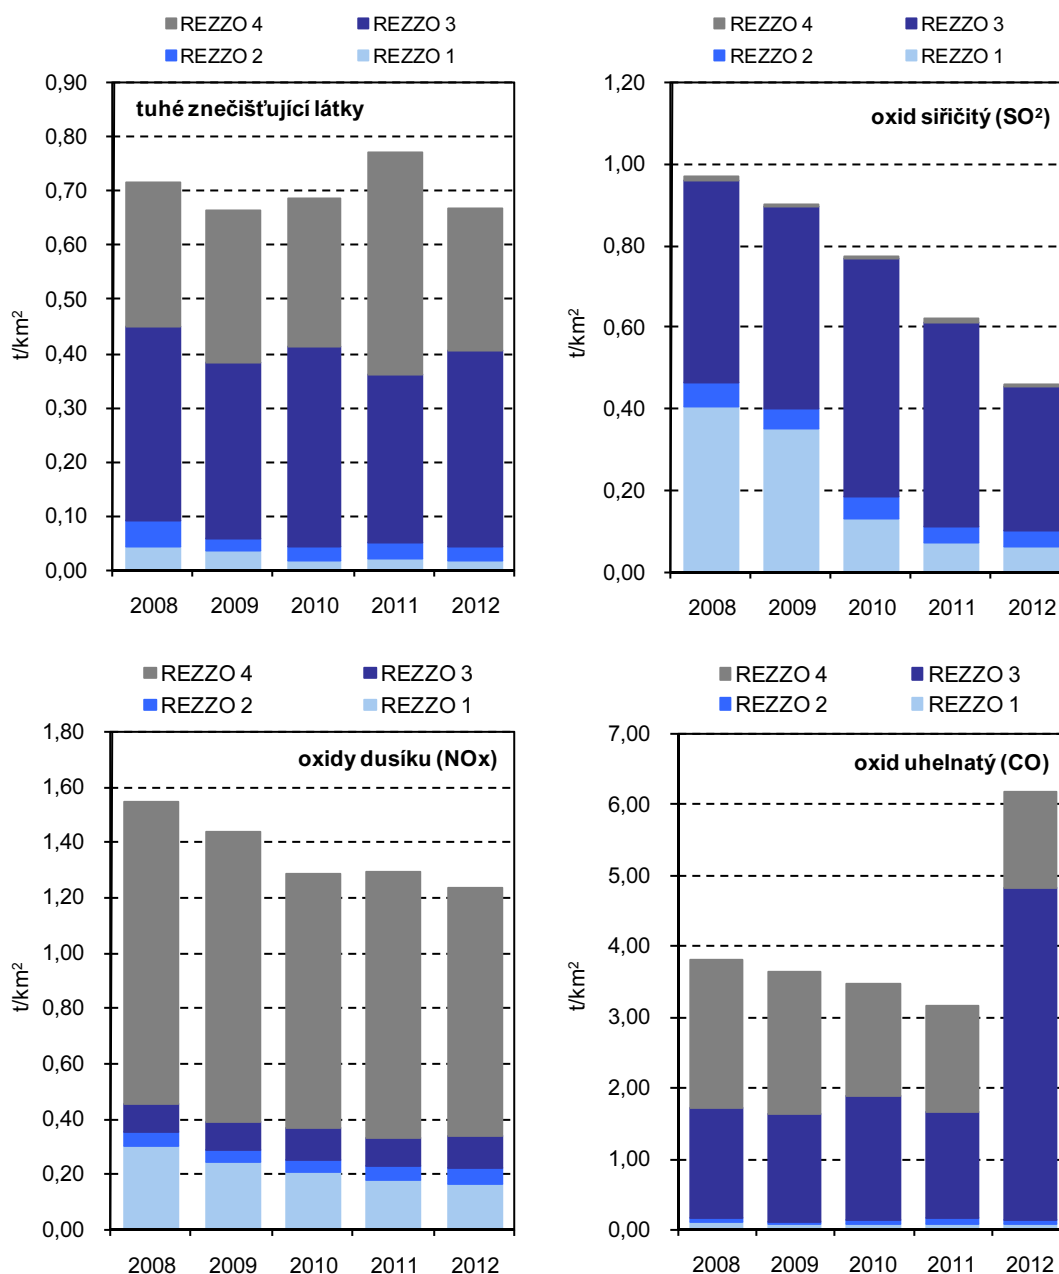 REZZO 4 REZZO 3
REZZO 2 REZZO 1
tuhé znečišťující látky
t/km²
0,90
0,80
0,70
0,60
0,50
0,40
0,30
0,20
0,10
0,00
2008 2009 2010 2011 2012
REZZO 4 REZZO 3
REZZO 2 REZZO 1
oxid siřičitý (SO²)
t/km²
1,20
1,00
0,80
0,60
0,40
0,20
0,00
2008 2009 2010 2011 2012
REZZO 4 REZZO 3
REZZO 2 REZZO 1
oxidy dusíku (NOx)
t/km²
1,80
1,60
1,40
1,20
1,00
0,80
0,60
0,40
0,20
0,00
2008 2009 2010 2011 2012
REZZO 4 REZZO 3
REZZO 2 REZZO 1
oxid uhelnatý (CO)
t/km²
7,00
6,00
5,00
4,00
3,00
2,00
1,00
0,00
2008 2009 2010 2011 2012